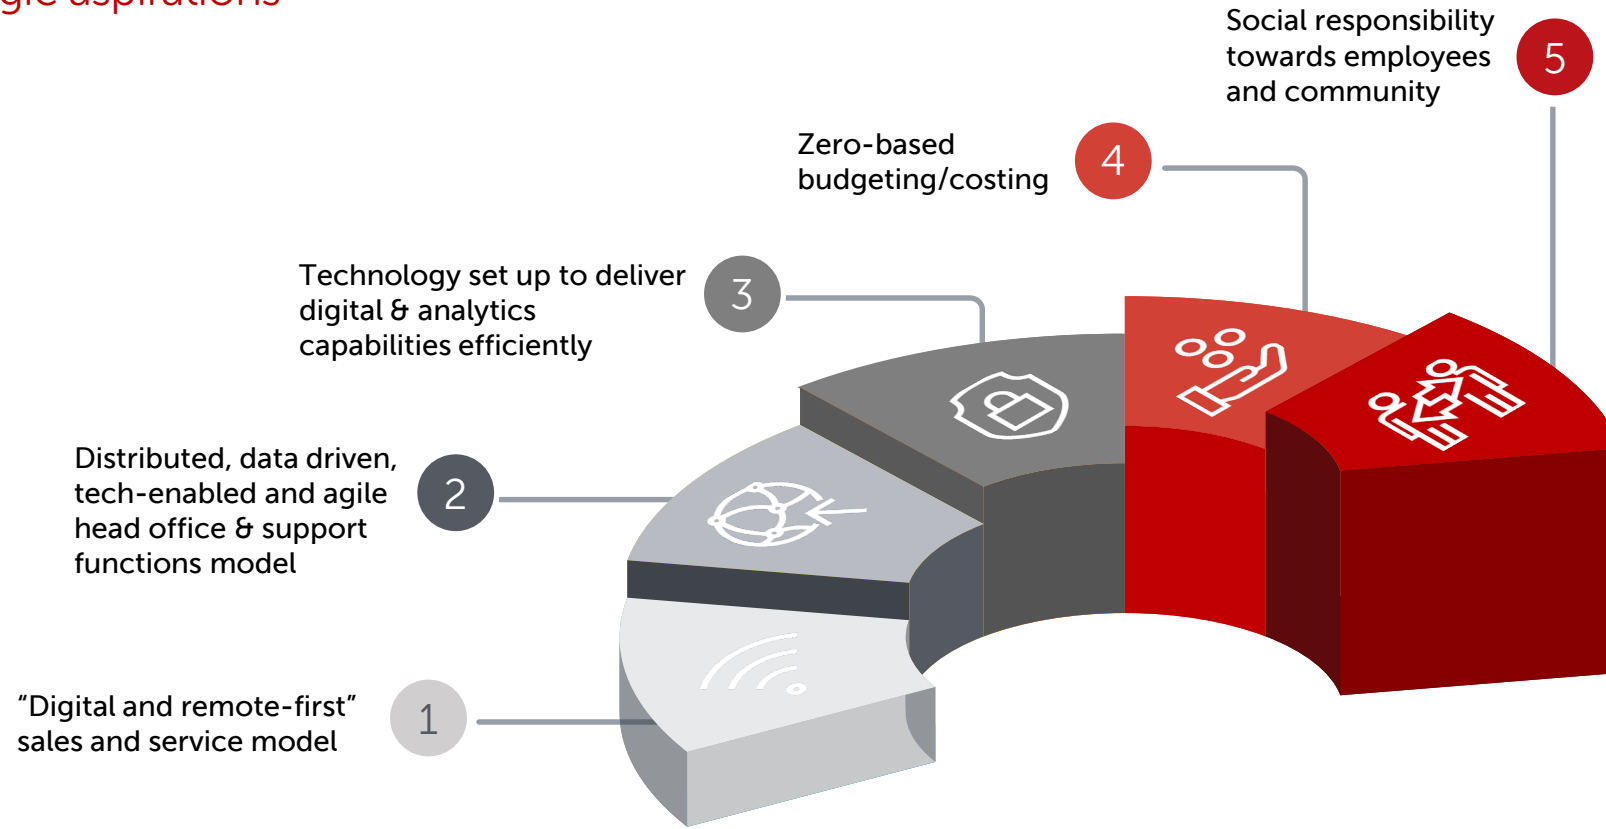 aspirations
Social responsibility
towards employees
and community
5
Zero-based
budgeting/costing
4
Technology set up to deliver
digital & analytics
capabilities efficiently
3
Distributed, data driven,
tech-enabled and agile
head office & support
functions model
2
“Digital and remote-first”
sales and service model
1